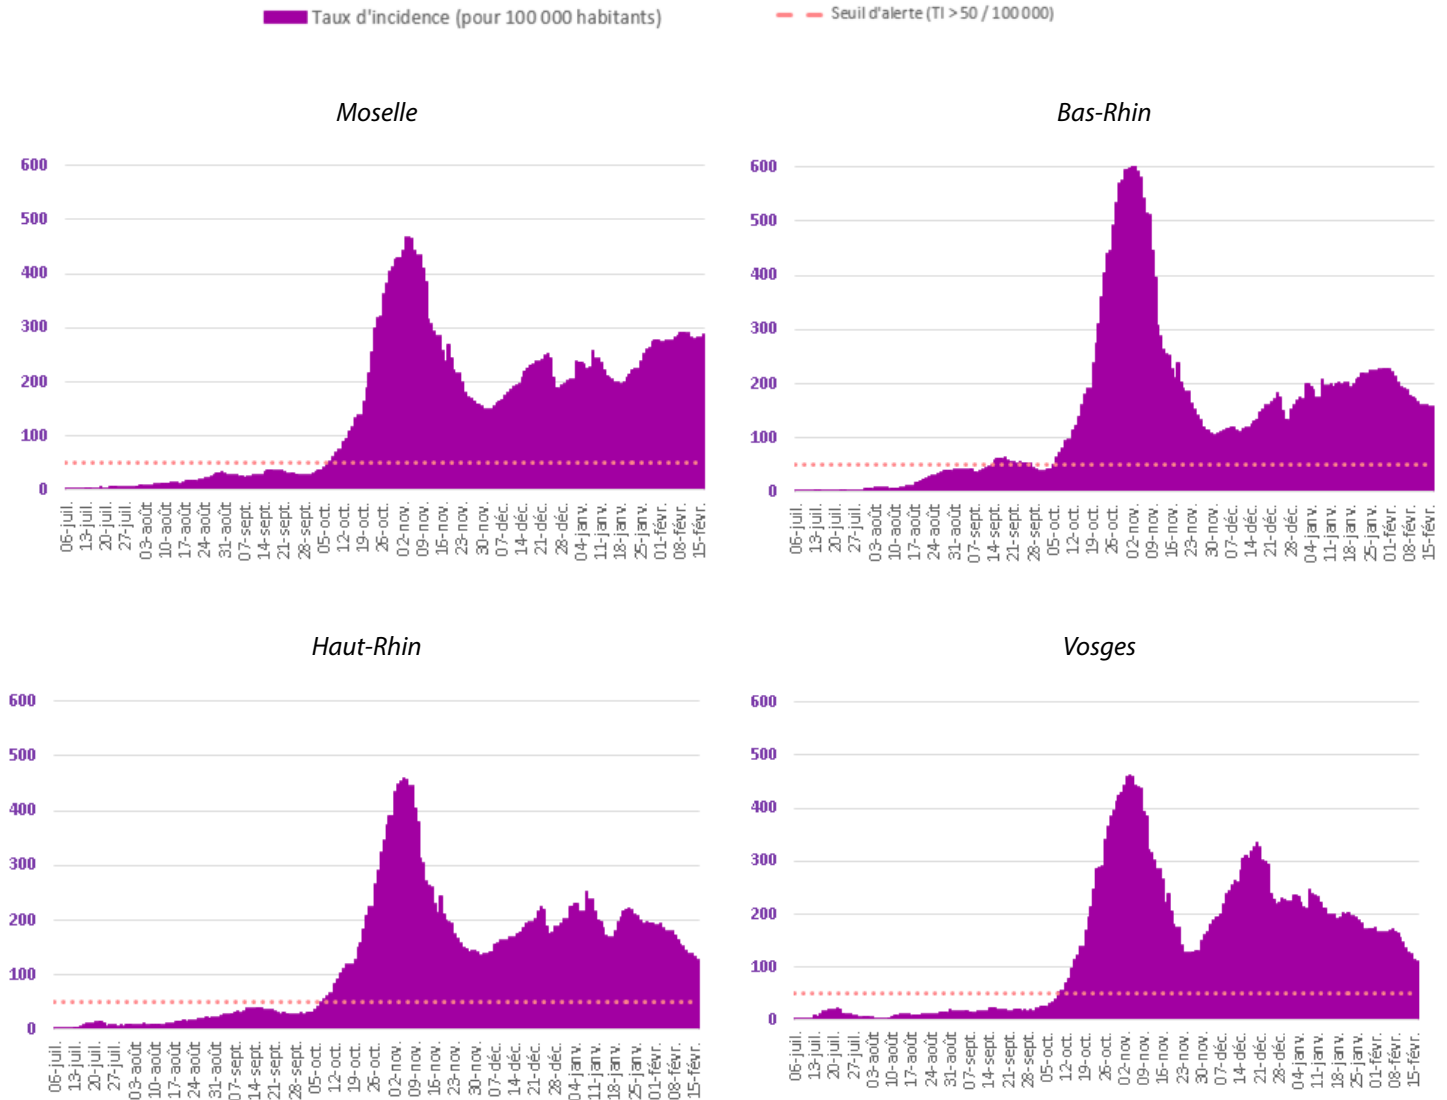 Taux d'incidence (pour 100 000 habitants)
Seuil d'alerte (TI > 50 / 100 000)
Moselle
600
500
400
300
200
100
0
06-juil.
13-juil.
20-juil.
27-juil.
03-août
10-août
17-août
24-août
31-août
07-sept.
14-sept.
21-sept.
28-sept.
05-oct.
12-oct.
19-oct.
26-oct.
02-nov.
09-nov.
16-nov.
23-nov.
30-nov.
07-déc.
14-déc.
21-déc.
28-déc.
04-janv.
11-janv.
18-janv.
25-janv.
01-févr.
08-févr.
15-févr.
Bas-Rhin
600
500
400
300
200
100
0
06-juil.
13-juil.
20-juil.
27-juil.
03-août
10-août
17-août
24-août
31-août
07-sept.
14-sept.
21-sept.
28-sept.
05-oct.
12-oct.
19-oct.
26-oct.
02-nov.
09-nov.
16-nov.
23-nov.
30-nov.
07-déc.
14-déc.
21-déc.
28-déc.
04-janv.
11-janv.
18-janv.
25-janv.
01-févr.
08-févr.
15-févr.
Haut-Rhin
600
500
400
300
200
100
0
06-juil.
13-juil.
20-juil.
27-juil.
03-août
10-août
17-août
24-août
31-août
07-sept.
14-sept.
21-sept.
28-sept.
05-oct.
12-oct.
19-oct.
26-oct.
02-nov.
09-nov.
16-nov.
23-nov.
30-nov.
07-déc.
14-déc.
21-déc.
28-déc.
04-janv.
11-janv.
18-janv.
25-janv.
01-févr.
08-févr.
15-févr.
Vosges
600
500
400
300
200
100
0
06-juil.
13-juil.
20-juil.
27-juil.
03-août
10-août
17-août
24-août
31-août
07-sept.
14-sept.
21-sept.
28-sept.
05-oct.
12-oct.
19-oct.
26-oct.
02-nov.
09-nov.
16-nov.
23-nov.
30-nov.
07-déc.
14-déc.
21-déc.
28-déc.
04-janv.
11-janv.
18-janv.
25-janv.
01-févr.
08-févr.
15-févr.